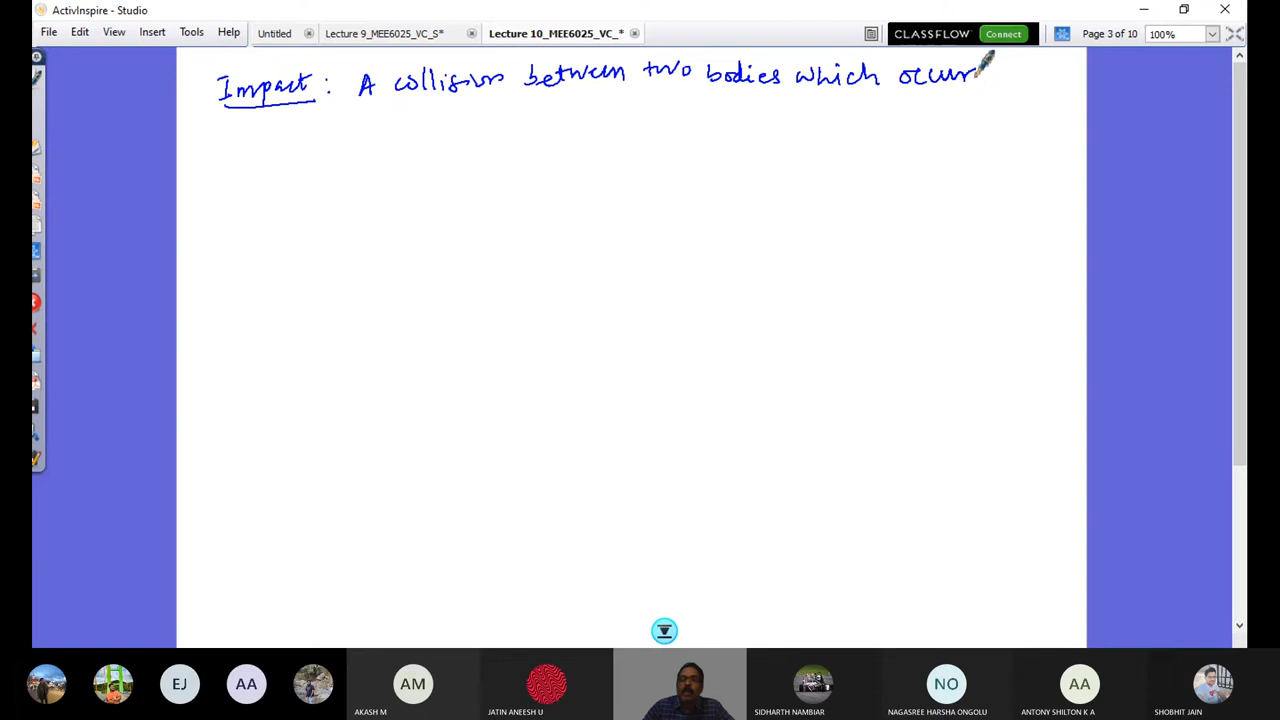 ActivInspire - Studio
File Edit View Insert Tools Help Untitled Lecture 9_MEE6025_VC_S* Lecture 10_MEE6025_VC_* CLASSFLOW Connect Page 3 of 10 100%
Impact : A collision between two bodies which occur
EJ AA AM NO AA
AKASH M JATIN ANEESH U SIDHARTH NAMBIAR NAGASREE HARSHA ONGOLU ANTONY SHILTON K A SHOBHIT JAIN